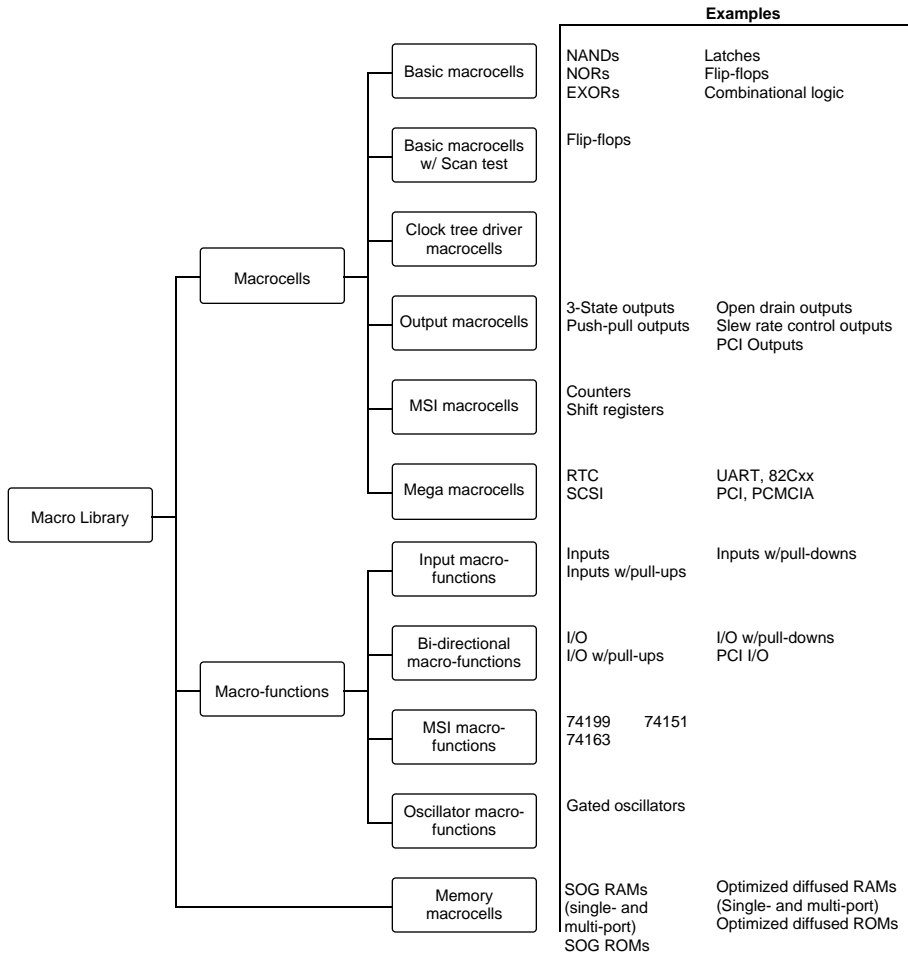 Examples
Basic macrocells
NANDs Latches
NORs Flip-flops
EXORs Combinational logic
Basic macrocells
w/ Scan test
Flip-flops
Clock tree driver
macrocells
Macrocells
Output macrocells
3-State outputs Open drain outputs
Push-pull outputs Slew rate control outputs
PCI Outputs
MSI macrocells
Counters
Shift registers
Mega macrocells
RTC UART, 82Cxx
SCSI PCI, PCMCIA
Macro Library
Input macro-
functions
Inputs Inputs w/pull-downs
Inputs w/pull-ups
Bi-directional
macro-functions
I/O I/O w/pull-downs
I/O w/pull-ups PCI I/O
Macro-functions
MSI macro-
functions
74199 74151
74163
Oscillator macro-
functions
Gated oscillators
Memory
macrocells
SOG RAMs
(single- and
multi-port)
SOG ROMs
Optimized diffused RAMs
(Single- and multi-port)
Optimized diffused ROMs